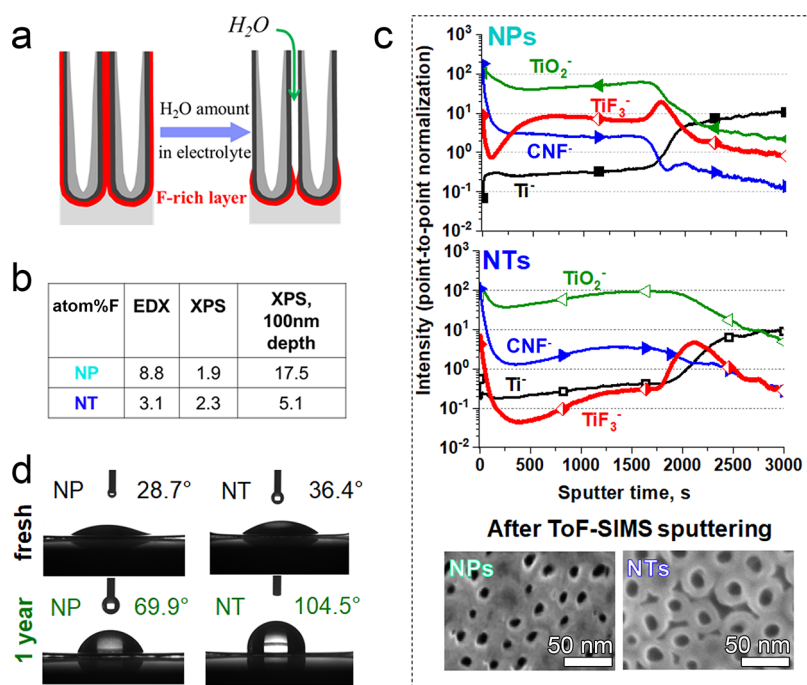 a
H₂O
H₂O amount
in electrolyte
F-rich layer
b
atom%F EDX XPS XPS, 100nm depth
NP 8.8 1.9 17.5
NT 3.1 2.3 5.1
d
fresh
NP 28.7°
NT 36.4°
1 year
NP 69.9°
NT 104.5°
c
Intensity (point-to-point normalization)
NPs
10³
10²
10¹
10⁰
10⁻¹
10⁻²
TiO₂⁻
TiF₃⁻
CNF⁻
Ti⁻
NTs
10³
10²
10¹
10⁰
10⁻¹
10⁻²
TiO₂⁻
CNF⁻
Ti⁻
TiF₃⁻
0 500 1000 1500 2000 2500 3000
Sputter time, s
After ToF-SIMS sputtering
NPs
50 nm
NTs
50 nm